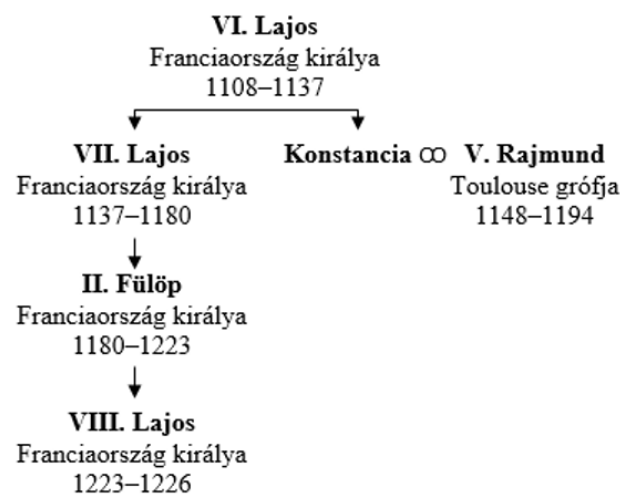 VI. Lajos
Franciaország királya
1108–1137
VII. Lajos
Franciaország királya
1137–1180
Konstancia ꝏ V. Rajmund
Toulouse grófja
1148–1194
II. Fülöp
Franciaország királya
1180–1223
VIII. Lajos
Franciaország királya
1223–1226